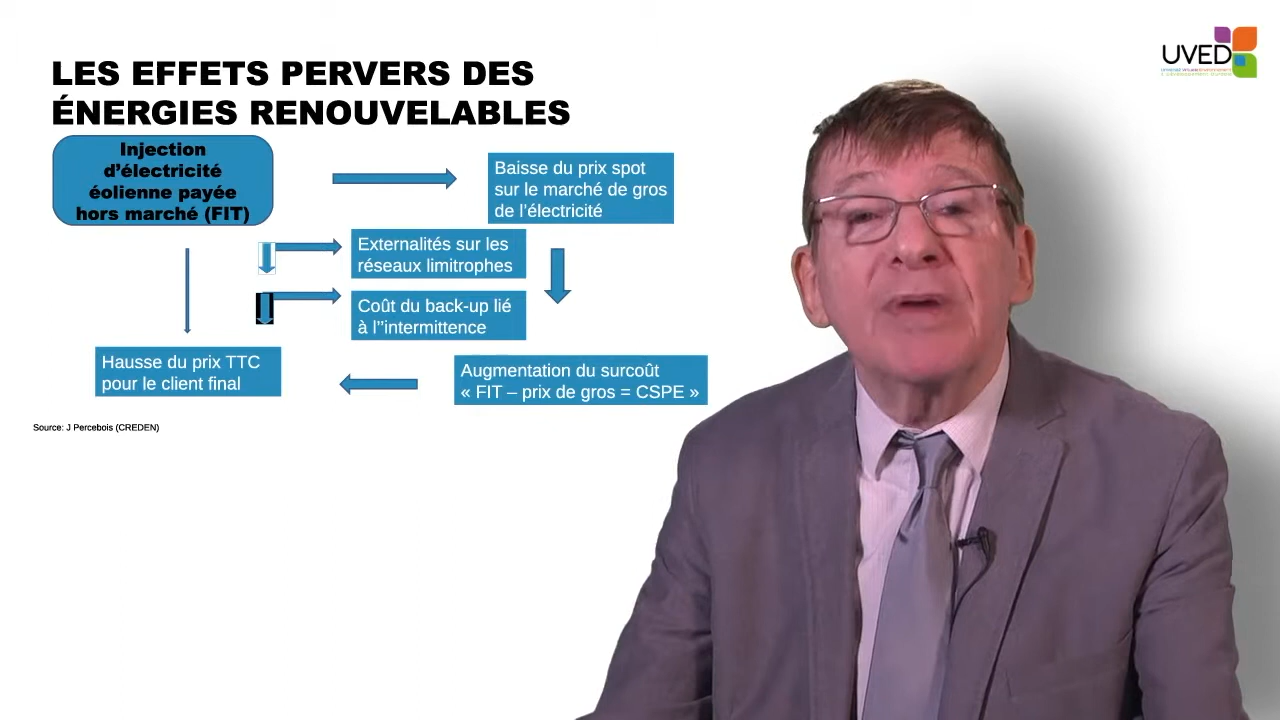 LES EFFETS PERVERS DES
ÉNERGIES RENOUVELABLES
UVED
Injection
d’électricité
éolienne payée
hors marché (FIT)
Baisse du prix spot
sur le marché de gros
de l’électricité
Externalités sur les
réseaux limitrophes
Coût du back-up lié
à l’’intermittence
Hausse du prix TTC
pour le client final
Augmentation du surcoût
« FIT – prix de gros = CSPE »
Source: J Percebois (CREDEN)